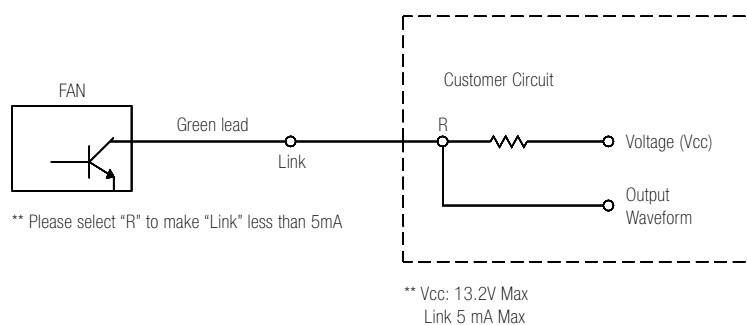 Customer Circuit
FAN
Green lead
R
Voltage (Vcc)
Link
Output
Waveform
** Please select “R” to make “Link” less than 5mA
** Vcc: 13.2V Max
Link 5 mA Max